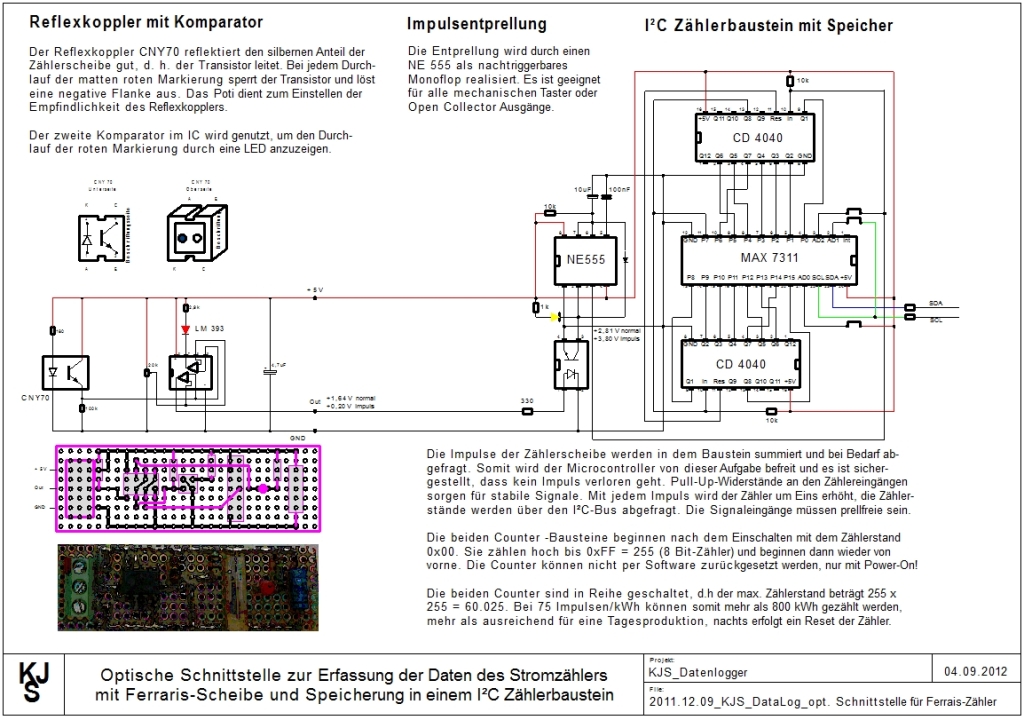 Reflexkoppler mit Komparator
Der Reflexkoppler CNY70 reflektiert den silbernen Anteil der
Zählerscheibe gut, d. h. der Transistor leitet. Bei jedem Durch-
lauf der matten roten Markierung sperrt der Transistor und löst
eine negative Flanke aus. Das Poti dient zum Einstellen der
Empfindlichkeit des Reflexkopplers.
Der zweite Komparator im IC wird genutzt, um den Durch-
lauf der roten Markierung durch eine LED anzuzeigen.
Impulsentprellung
Die Entprellung wird durch einen
NE 555 als nachtriggerbares
Monoflop realisiert. Es ist geeignet
für alle mechanischen Taster oder
Open Collector Ausgänge.
I²C Zählerbaustein mit Speicher
10k
+5V Q11 Q10 Q8 Q9 Res In Q1
CD 4040
Q12 Q6 Q5 Q7 Q4 Q3 Q2 GND
CNY 70
Unterseite
K C
A E
CNY 70
Oberseite
A E
K C
10uF 100nF
10k
NE555
GND P7 P6 P5 P4 P3 P2 P1 P0 AD2 AD1 Int
MAX 7311
P8 P9 P10 P11 P12 P13 P14 P15 AD0 SCL SDA +5V
+ 5 V
1k
SDA
SCL
LM 393
+2,81 V normal
+3,80 V impuls
GND Q2 Q3 Q4 Q7 Q5 Q6 Q12
CD 4040
Q1 In Res Q9 Q8 Q10 Q11 +5V
10k
CNY70
100k
4,7uF
Out
+1,64 V normal
+0,20 V impuls
330
GND
+ 5V
Out
GND
Die Impulse der Zählerscheibe werden in dem Baustein summiert und bei Bedarf ab-
gefragt. Somit wird der Microcontroller von dieser Aufgabe befreit und es ist sicher-
gestellt, dass kein Impuls verloren geht. Pull-Up-Widerstände an den Zählereingängen
sorgen für stabile Signale. Mit jedem Impuls wird der Zähler um Eins erhöht, die Zähler-
stände werden über den I²C-Bus abgefragt. Die Signaleingänge müssen prellfreie sein.
Die beiden Counter -Bausteine beginnen nach dem Einschalten mit dem Zählerstand
0x00. Sie zählen hoch bis 0xFF = 255 (8 Bit-Zähler) und beginnen dann wieder von
vorne. Die Counter können nicht per Software zurückgesetzt werden, nur mit Power-On!
Die beiden Counter sind in Reihe geschaltet, d.h der max. Zählerstand beträgt 255 x
255 = 60.025. Bei 75 Impulsen/kWh können somit mehr als 800 kWh gezählt werden,
mehr als ausreichend für eine Tagesproduktion, nachts erfolgt ein Reset der Zähler.
KJS
Optische Schnittstelle zur Erfassung der Daten des Stromzählers
mit Ferraris-Scheibe und Speicherung in einem I²C Zählerbaustein
Projekt:
KJS_Datenlogger
04.09.2012
File:
2011.12.09_KJS_DataLog_opt. Schnittstelle für Ferrais-Zähler